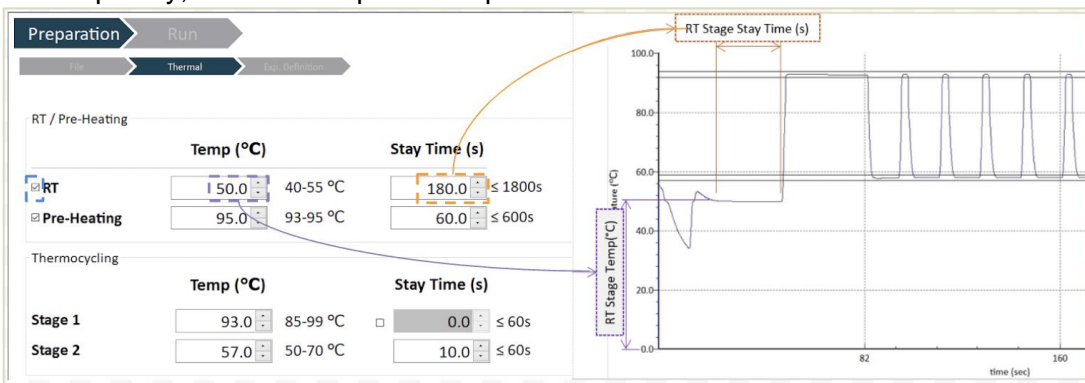 Preparation
Run
File
Thermal
Exp. Definition
RT / Pre-Heating
Temp (°C)
Stay Time (s)
RT
50.0
40-55 °C
180.0
≤ 1800s
Pre-Heating
95.0
93-95 °C
60.0
≤ 600s
Thermocycling
Temp (°C)
Stay Time (s)
Stage 1
93.0
85-99 °C
0.0
≤ 60s
Stage 2
57.0
50-70 °C
10.0
≤ 60s
RT Stage Stay Time (s)
100.0
80.0
60.0
40.0
20.0
0.0
RT Stage Temp(°C)
82
160
time (sec)